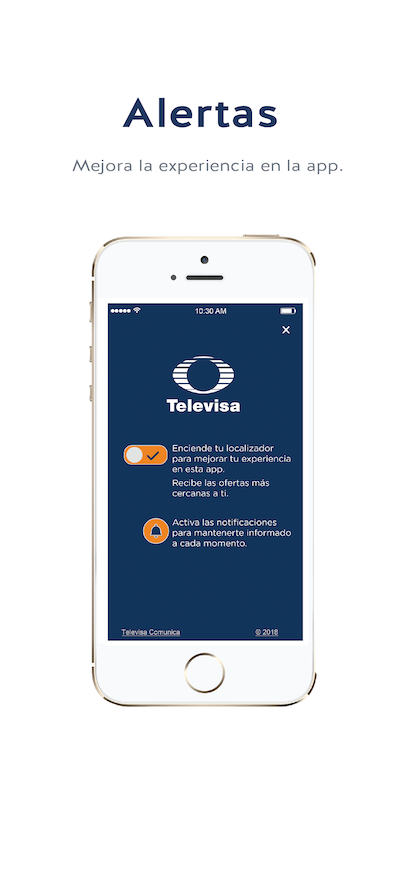 Alertas
Mejora la experiencia en la app.
10:30 AM
Televisa
Enciende tu localizador
para mejorar tu experiencia
en esta app.
Recibe las ofertas más
cercanas a ti.
Activa las notificaciones
para mantenerte informado
a cada momento.
Televisa Comunica
© 2018